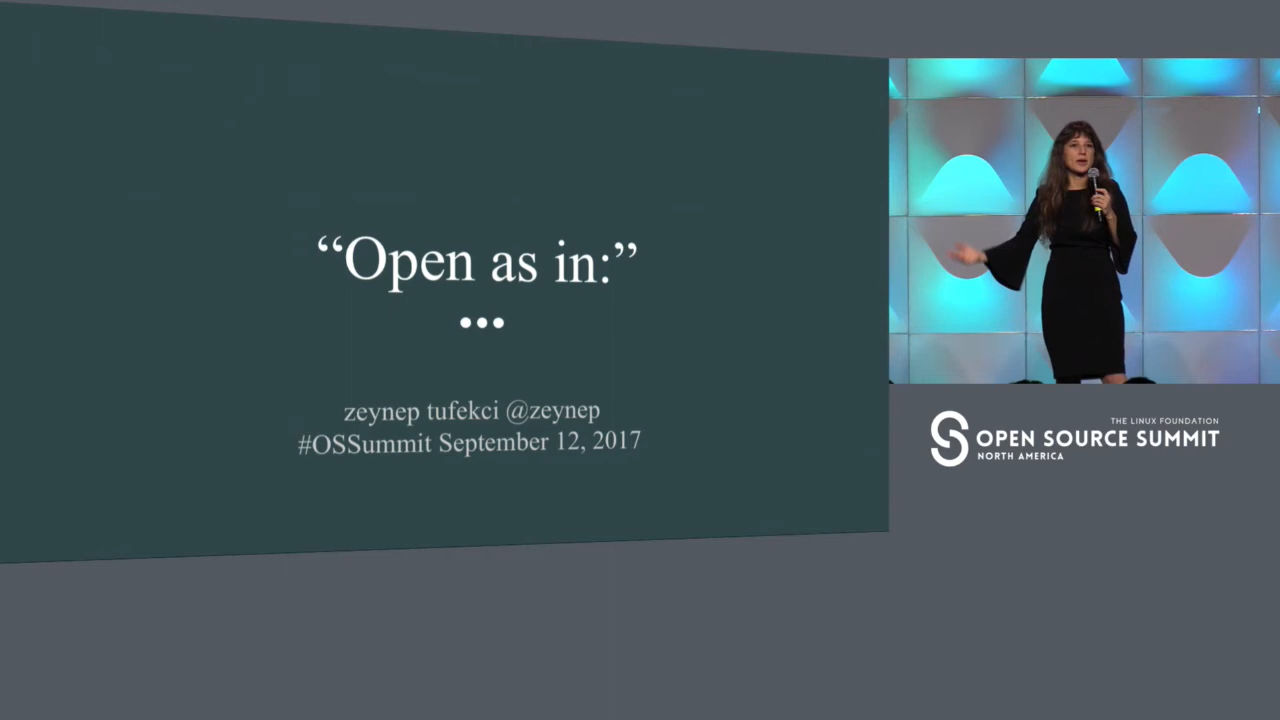 “Open as in:”
zeynep tufekci @zeynep
#OSSummit September 12, 2017
THE LINUX FOUNDATION
OPEN SOURCE SUMMIT
NORTH AMERICA